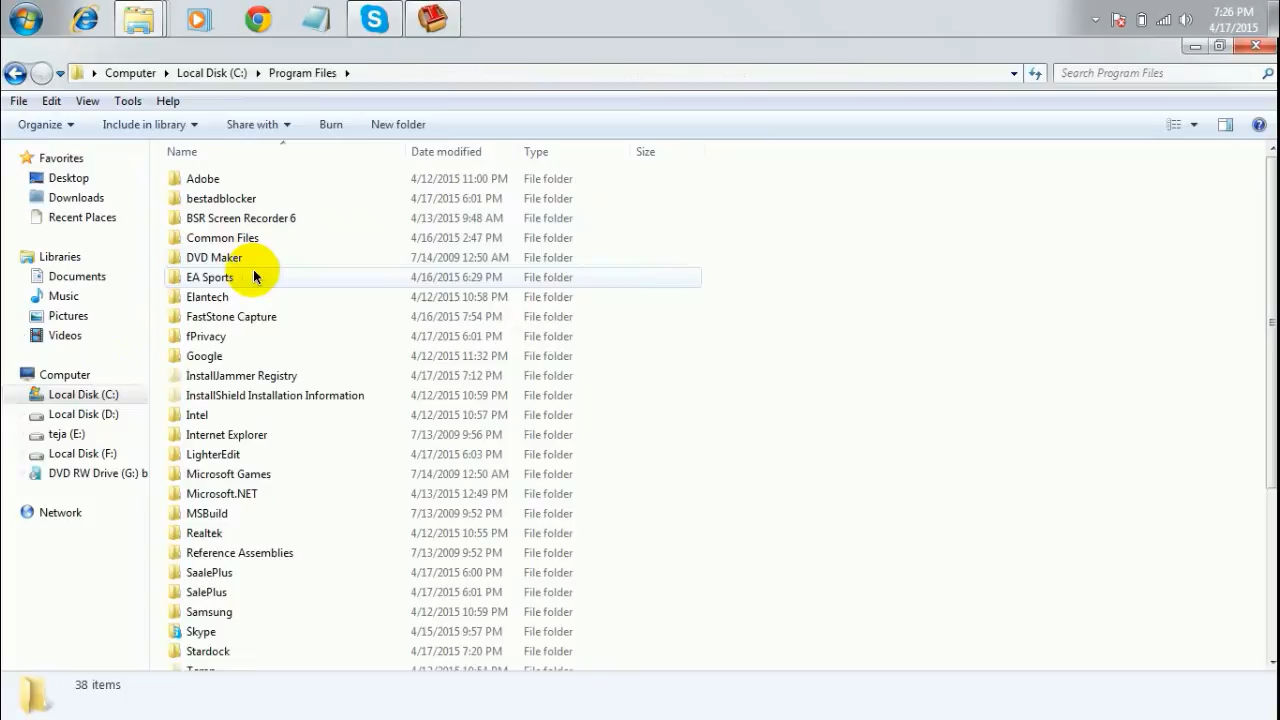 7:26 PM
4/17/2015
Computer Local Disk (C:) Program Files
Search Program Files
File Edit View Tools Help
Organize Include in library Share with Burn New folder
Name Date modified Type Size
Favorites
Desktop
Downloads
Recent Places
Libraries
Documents
Music
Pictures
Videos
Computer
Local Disk (C:)
Local Disk (D:)
teja (E:)
Local Disk (F:)
DVD RW Drive (G:) b
Network
Adobe 4/12/2015 11:00 PM File folder
bestadblocker 4/17/2015 6:01 PM File folder
BSR Screen Recorder 6 4/13/2015 9:48 AM File folder
Common Files 4/16/2015 2:47 PM File folder
DVD Maker 7/14/2009 12:50 AM File folder
EA Sports 4/16/2015 6:29 PM File folder
Elantech 4/12/2015 10:58 PM File folder
FastStone Capture 4/16/2015 7:54 PM File folder
fPrivacy 4/17/2015 6:01 PM File folder
Google 4/12/2015 11:32 PM File folder
InstallJammer Registry 4/17/2015 7:12 PM File folder
InstallShield Installation Information 4/12/2015 10:59 PM File folder
Intel 4/12/2015 10:57 PM File folder
Internet Explorer 7/13/2009 9:56 PM File folder
LighterEdit 4/17/2015 6:03 PM File folder
Microsoft Games 7/14/2009 12:50 AM File folder
Microsoft.NET 4/13/2015 12:49 PM File folder
MSBuild 7/13/2009 9:52 PM File folder
Realtek 4/12/2015 10:55 PM File folder
Reference Assemblies 7/13/2009 9:52 PM File folder
SaalePlus 4/17/2015 6:00 PM File folder
SalePlus 4/17/2015 6:01 PM File folder
Samsung 4/12/2015 10:59 PM File folder
Skype 4/15/2015 9:57 PM File folder
Stardock 4/17/2015 7:20 PM File folder
38 items